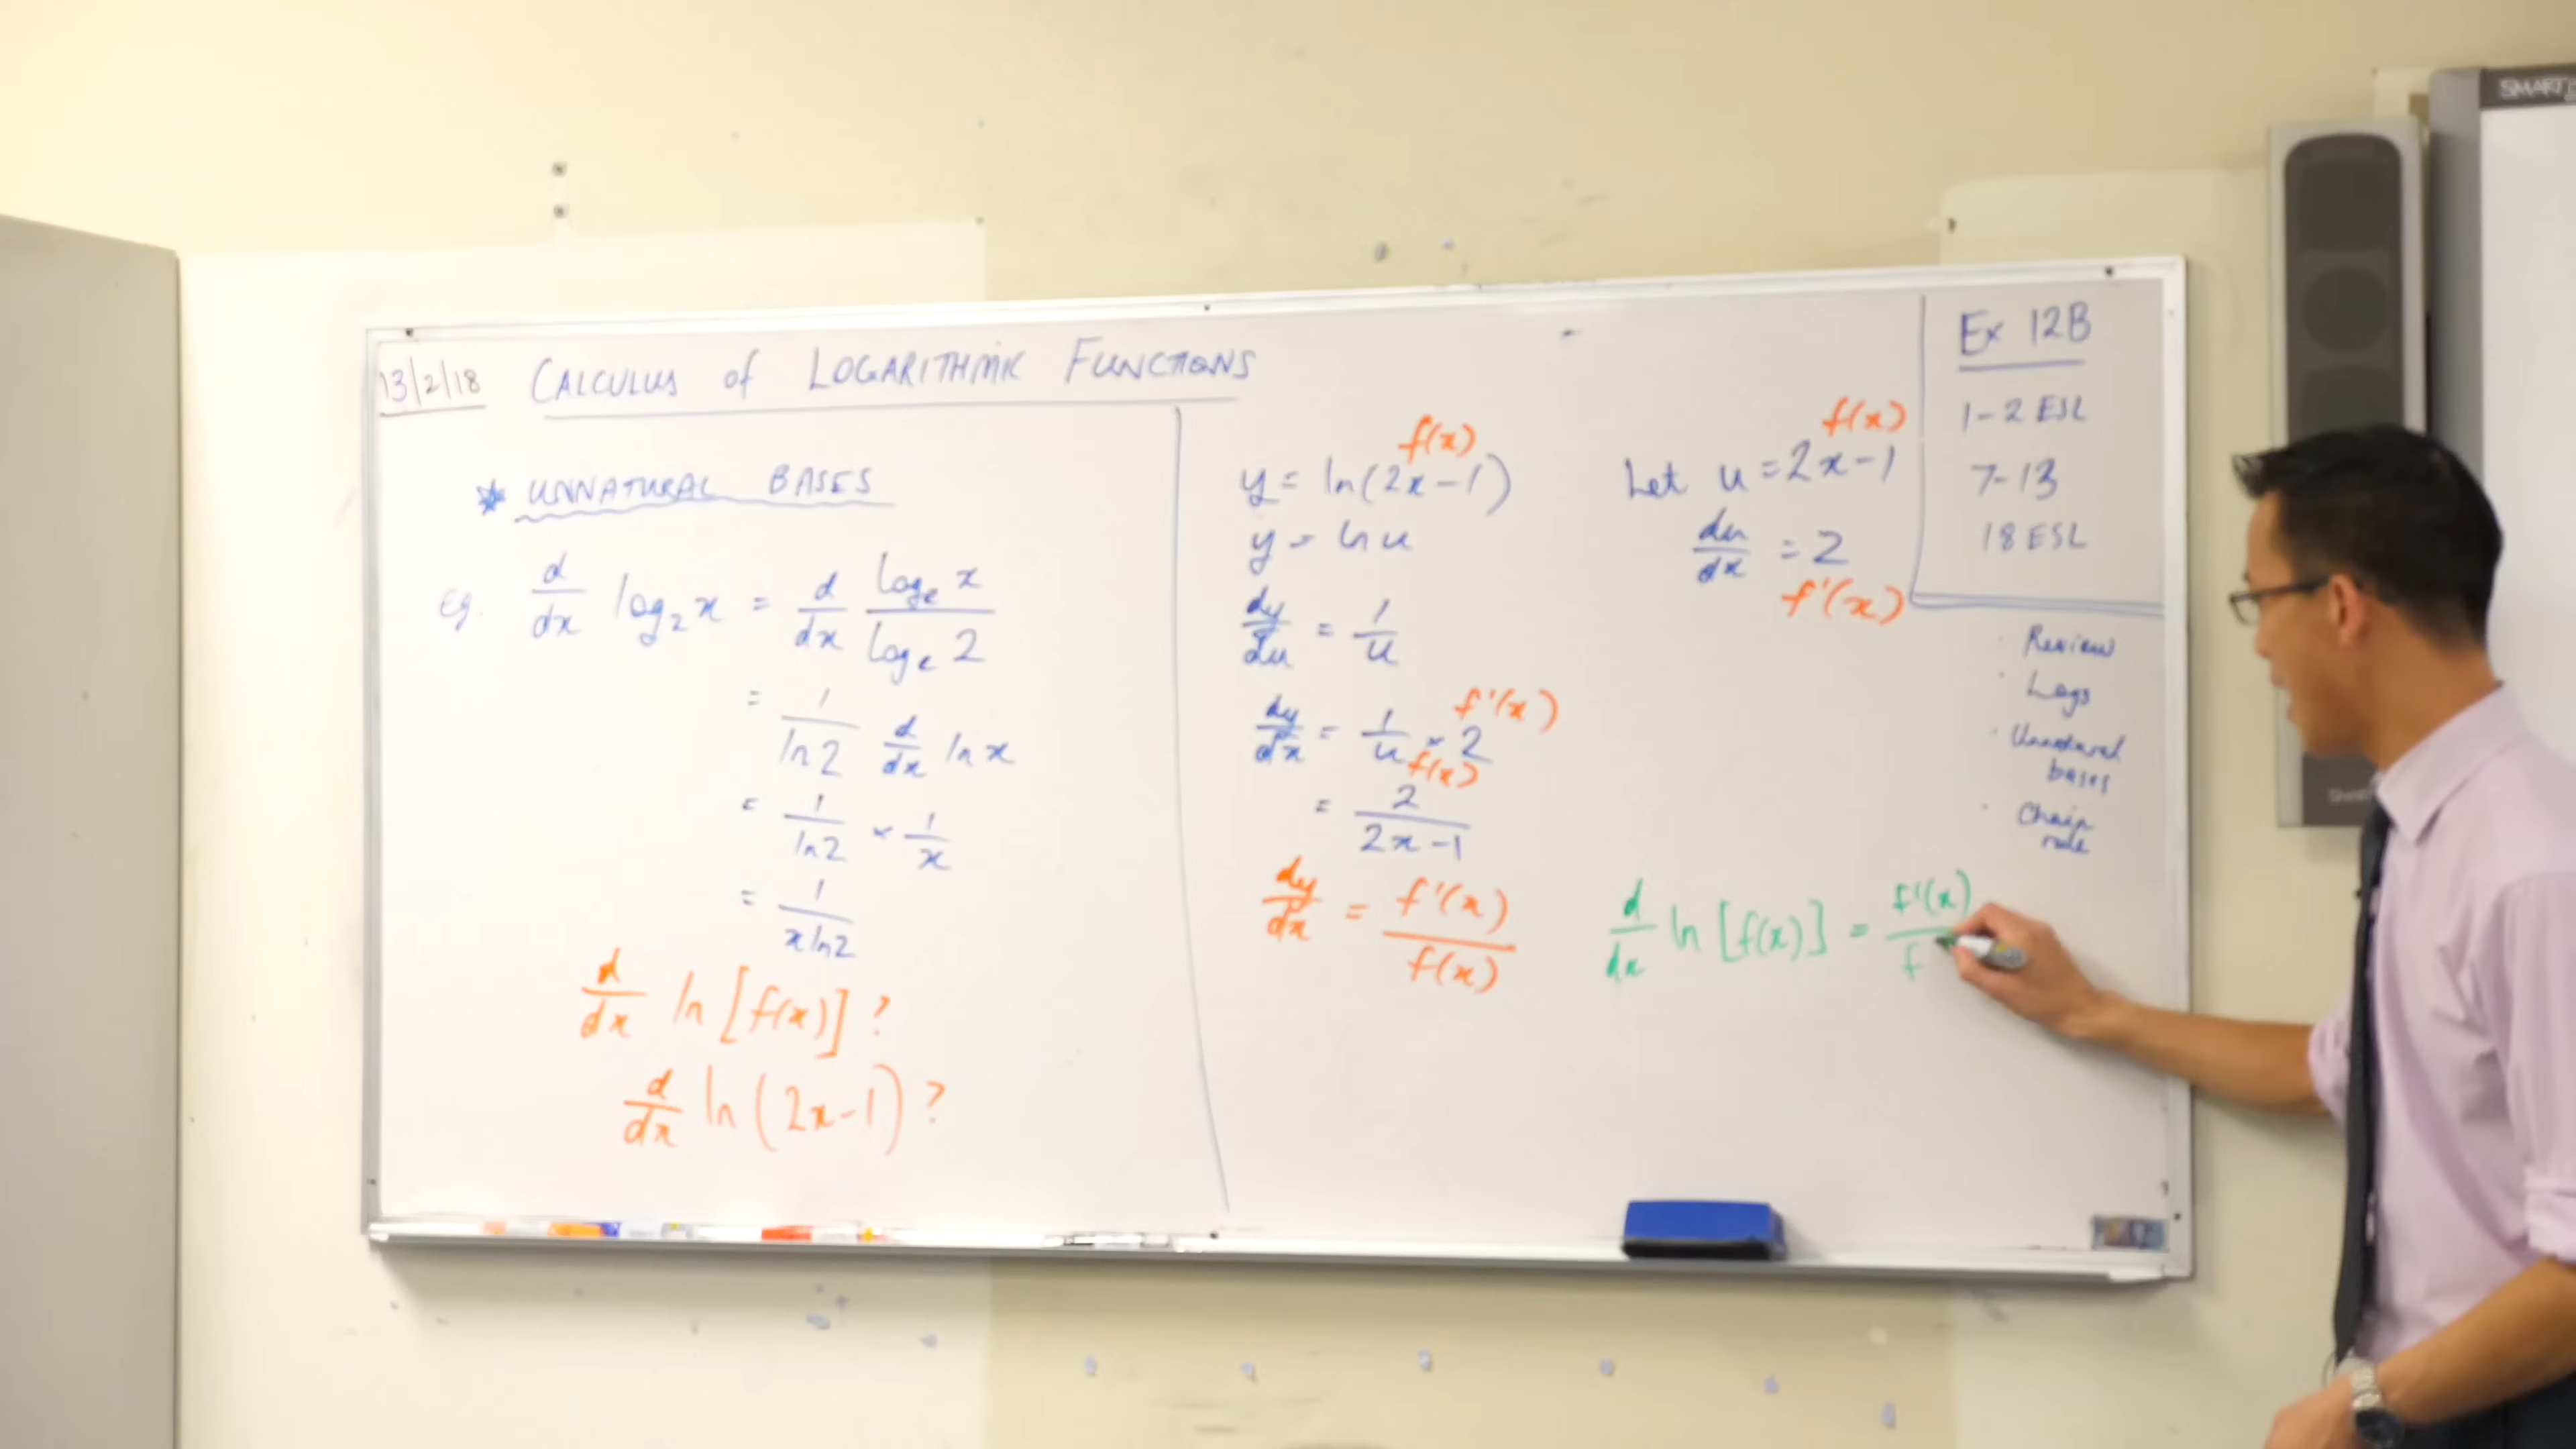 13/2/18 CALCULUS of LOGARITHMIC FUNCTIONS
* UNNATURAL BASES
eg. d/dx log₂x = d/dx logₑx/logₑ2
= 1/ln2 d/dx ln x
= 1/ln2 × 1/x
= 1/x ln2
d/dx ln [f(x)] ?
d/dx ln (2x-1) ?
f(x)
y = ln(2x-1)
y = ln u
dy/du = 1/u
f'(x)
dy/dx = 1/u × 2
f(x)
= 2/2x-1
dy/dx = f'(x)/f(x)
f(x)
Let u = 2x-1
du/dx = 2
f'(x)
d/dx ln [f(x)] = f'(x)/f
Ex 12B
1-2 ESL
7-13
18 ESL
· Review
· Logs
· Unnatural
bases
· Chain
rule
SMART